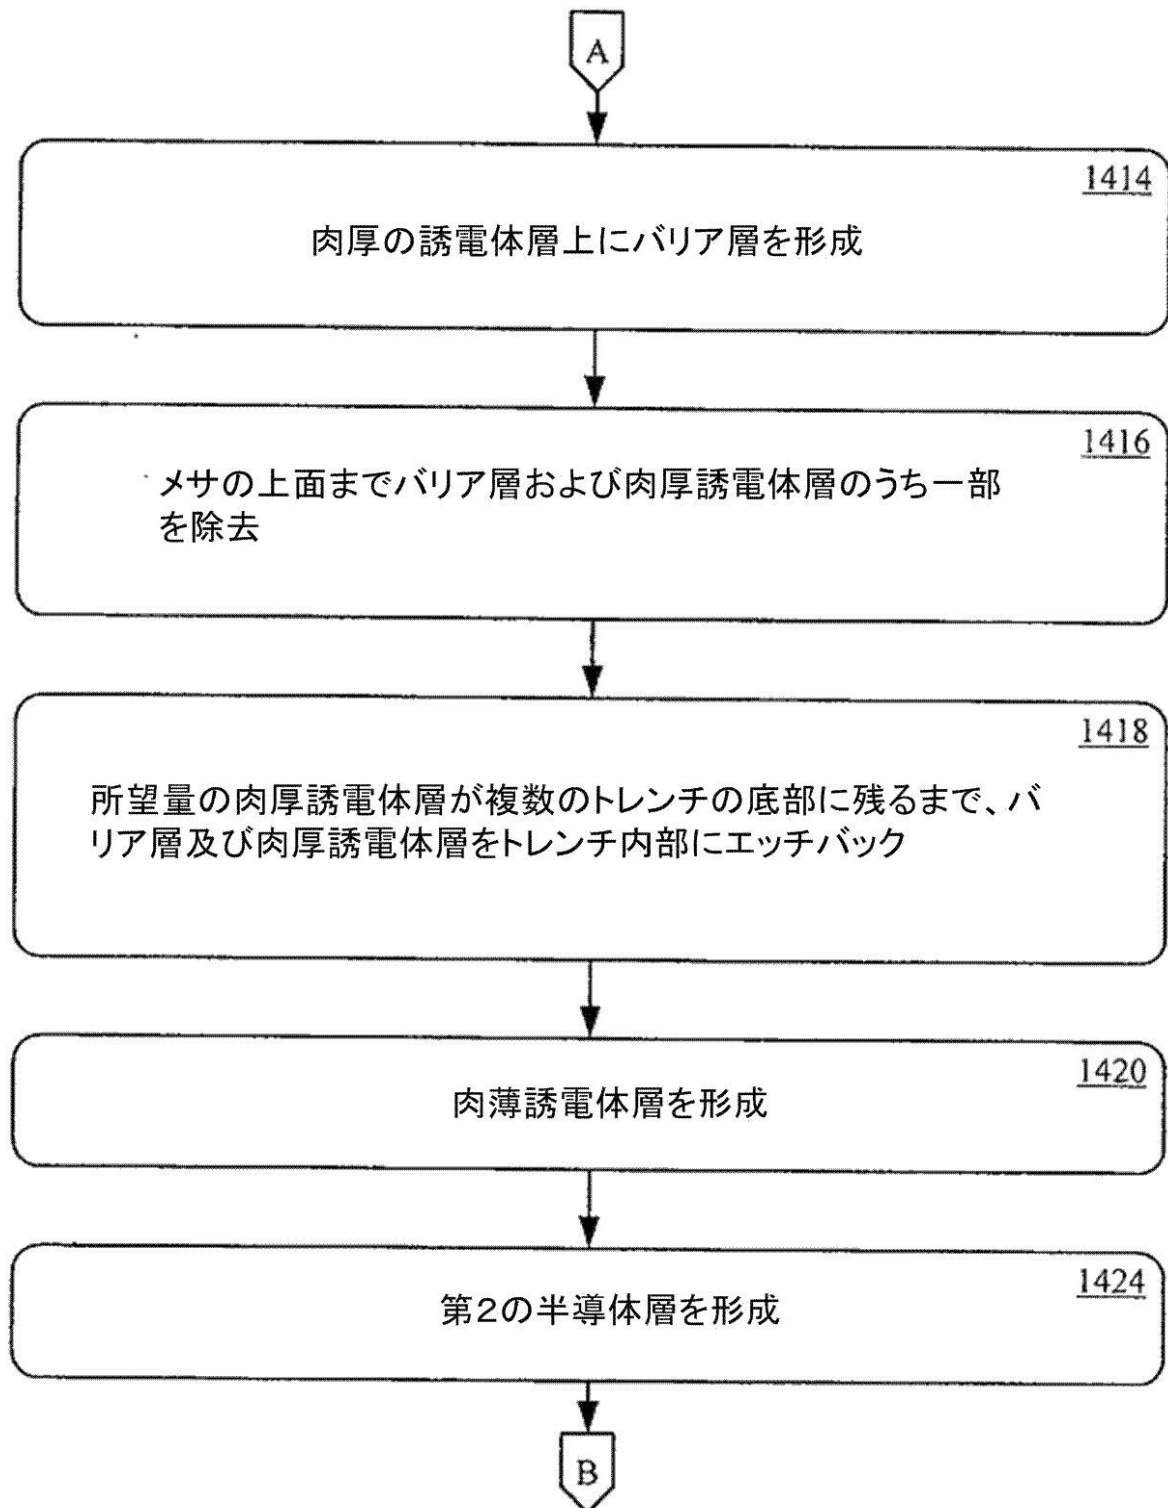 A
1414
肉厚の誘電体層上にバリア層を形成
1416
メサの上面までバリア層および肉厚誘電体層のうち一部
を除去
1418
所望量の肉厚誘電体層が複数のトレンチの底部に残るまで、バ
リア層及び肉厚誘電体層をトレンチ内部にエッチバック
1420
肉薄誘電体層を形成
1424
第2の半導体層を形成
B